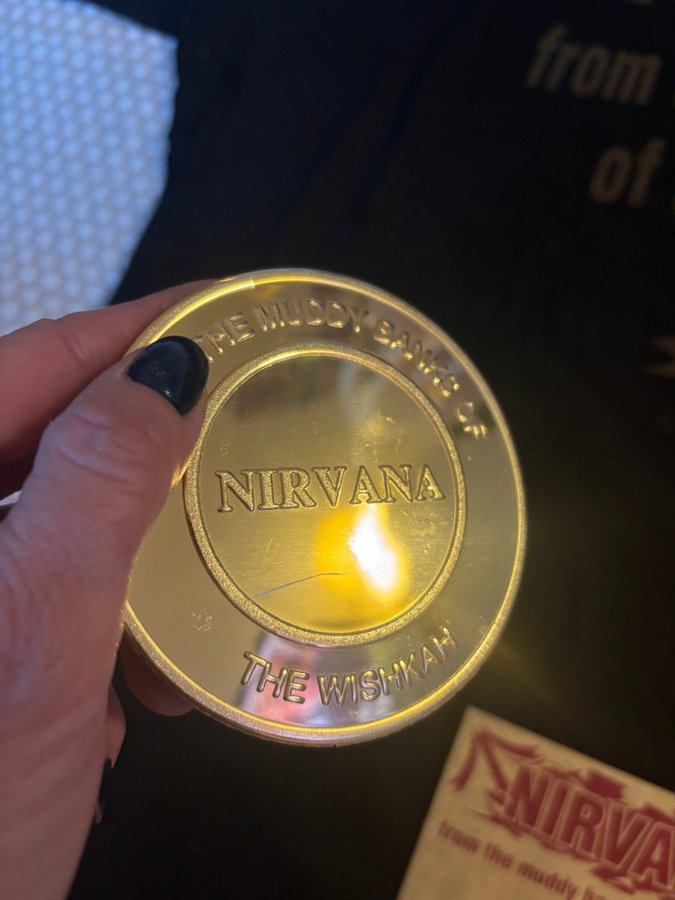 from
of
THE MUDDY BANKS OF
NIRVANA
THE WISHKAH
NIRVA
from the muddy